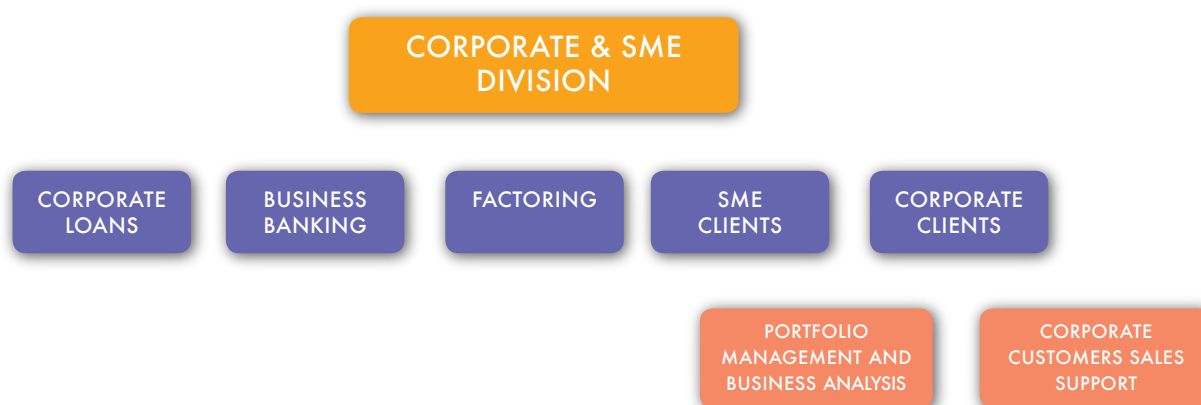 CORPORATE & SME
DIVISION
CORPORATE
LOANS
BUSINESS
BANKING
FACTORING
SME
CLIENTS
CORPORATE
CLIENTS
PORTFOLIO
MANAGEMENT AND
BUSINESS ANALYSIS
CORPORATE
CUSTOMERS SALES
SUPPORT